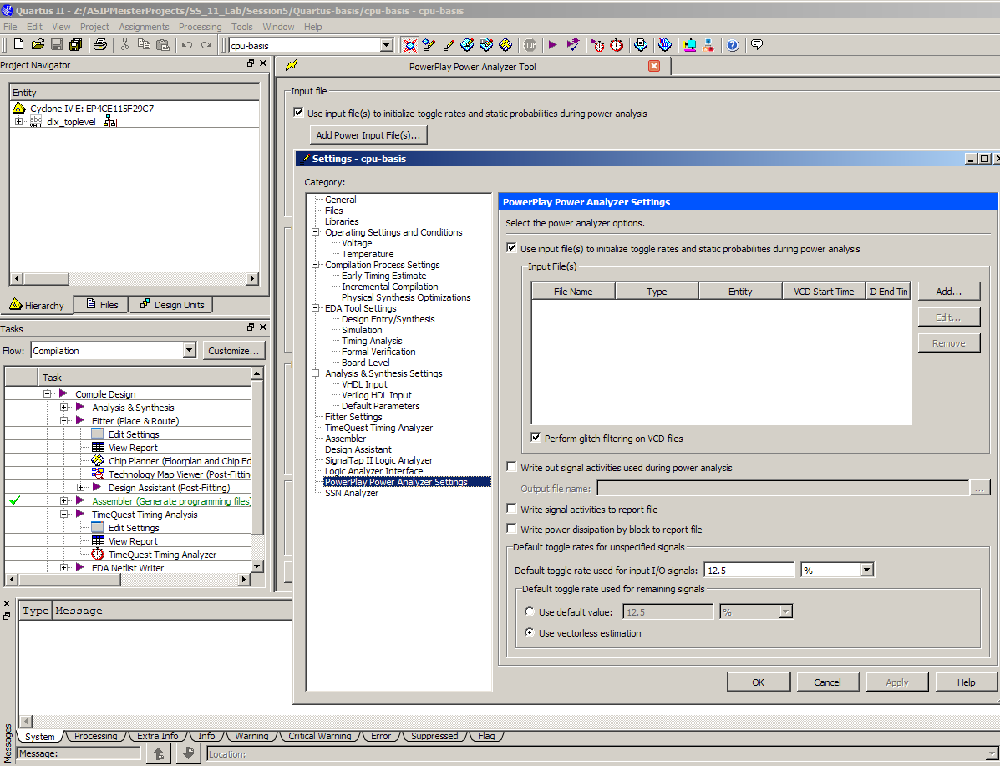 Quartus II - Z:/ASIPMeisterProjects/SS_11_Lab/Session5/Quartus-basis/cpu-basis - cpu-basis
File Edit View Project Assignments Processing Tools Window Help
cpu-basis
STOP
Project Navigator
Entity
Cyclone IV E: EP4CE115F29C7
abd VHD dlx_toplevel
Hierarchy Files Design Units
Tasks
Flow: Compilation Customize...
Task
Compile Design
Analysis & Synthesis
Fitter (Place & Route)
Edit Settings
View Report
Chip Planner (Floorplan and Chip Ec
Technology Map Viewer (Post-Fittin
Design Assistant (Post-Fitting)
Assembler (Generate programming files)
TimeQuest Timing Analysis
Edit Settings
View Report
TimeQuest Timing Analyzer
EDA Netlist Writer
PowerPlay Power Analyzer Tool
Input file
Use input file(s) to initialize toggle rates and static probabilities during power analysis
Add Power Input File(s)...
Settings - cpu-basis
Category:
General
Files
Libraries
Operating Settings and Conditions
Voltage
Temperature
Compilation Process Settings
Early Timing Estimate
Incremental Compilation
Physical Synthesis Optimizations
EDA Tool Settings
Design Entry/Synthesis
Simulation
Timing Analysis
Formal Verification
Board-Level
Analysis & Synthesis Settings
VHDL Input
Verilog HDL Input
Default Parameters
Fitter Settings
TimeQuest Timing Analyzer
Assembler
Design Assistant
SignalTap II Logic Analyzer
Logic Analyzer Interface
PowerPlay Power Analyzer Settings
SSN Analyzer
PowerPlay Power Analyzer Settings
Select the power analyzer options.
Use input file(s) to initialize toggle rates and static probabilities during power analysis
Input File(s)
File Name Type Entity VCD Start Time D End Tin
Add...
Edit...
Remove
Perform glitch filtering on VCD files
Write out signal activities used during power analysis
Output file name: ...
Write signal activities to report file
Write power dissipation by block to report file
Default toggle rates for unspecified signals
Default toggle rate used for input I/O signals: 12.5 %
Default toggle rate used for remaining signals
Use default value: 12.5 %
Use vectorless estimation
OK Cancel Apply Help
Type Message
Messages
System Processing Extra Info Info Warning Critical Warning Error Suppressed Flag
Message: Location: